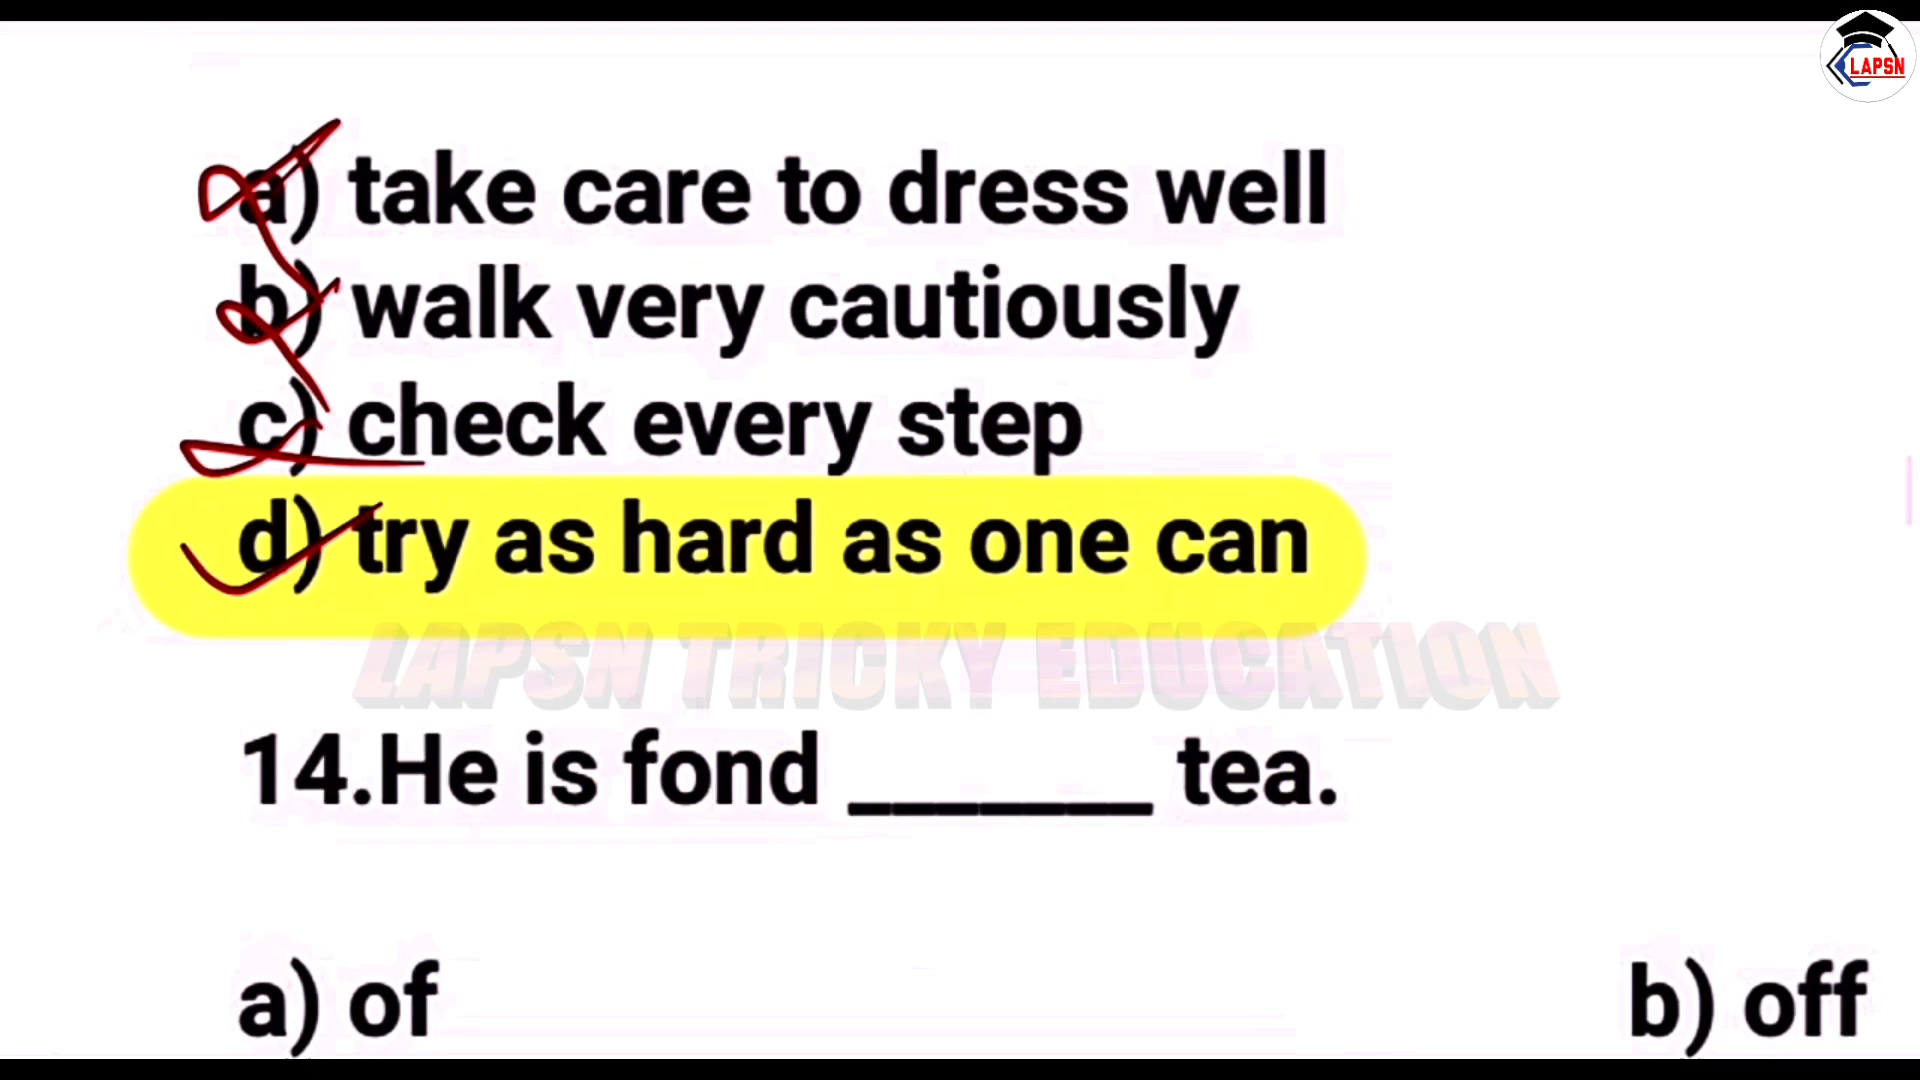 LAPSN
a) take care to dress well
b) walk very cautiously
c) check every step
d) try as hard as one can
LAPSN TRICKY EDUCATION
14.He is fond _______ tea.
a) of b) off